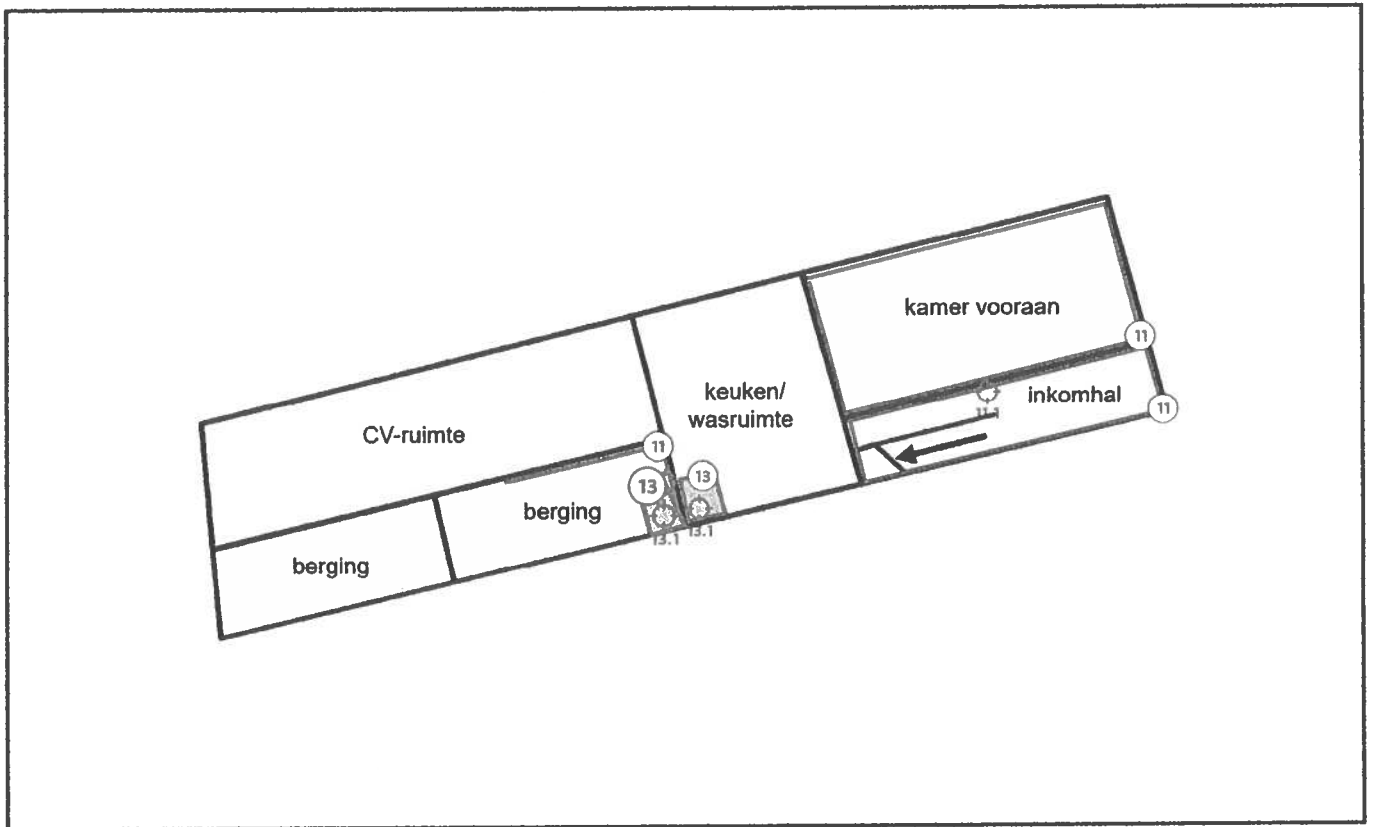 kamer vooraan
11
keuken/
wasruimte
inkomhal
11.1
11
CV-ruimte
11
13
13
berging
13.1
13.1
berging